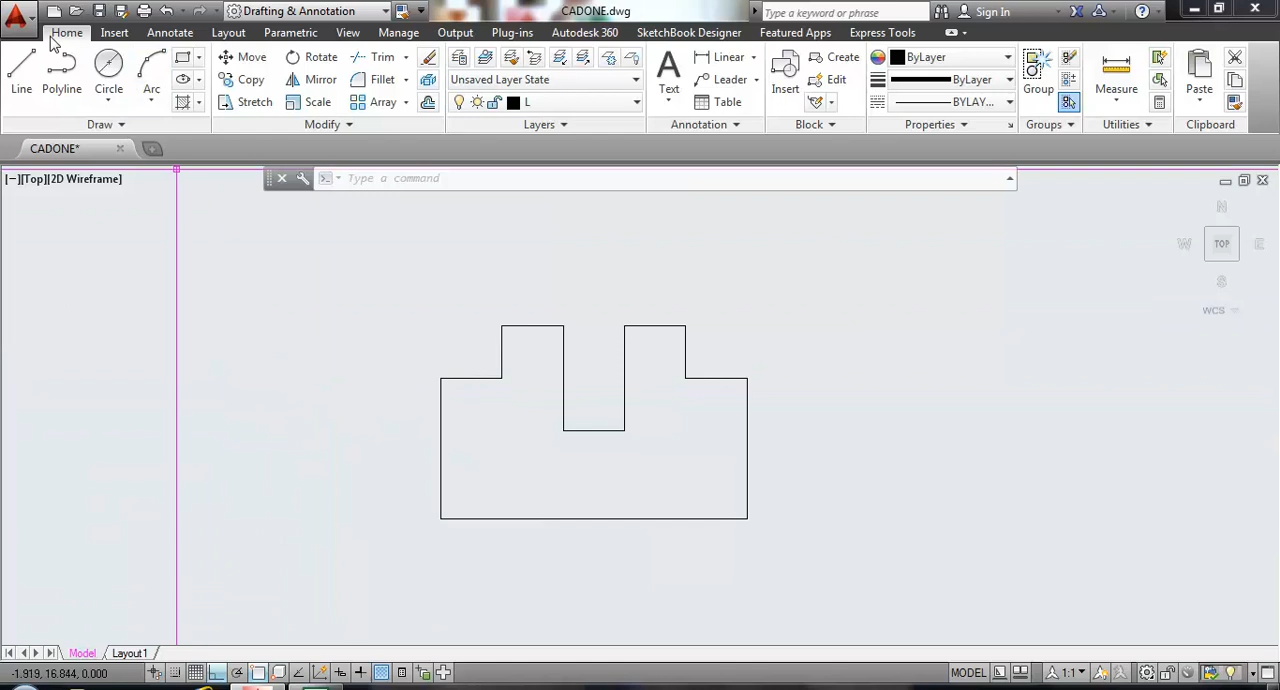 Drafting & Annotation CADONE.dwg Type a keyword or phrase Sign In
Home Insert Annotate Layout Parametric View Manage Output Plug-ins Autodesk 360 SketchBook Designer Featured Apps Express Tools
Line Polyline Circle Arc
Move Rotate Trim
Copy Mirror Fillet
Stretch Scale Array
Unsaved Layer State
L
Text Linear
Leader
Table
Insert Create
Edit
ByLayer
ByLayer
BYLA...
Group Measure Paste
Draw Modify Layers Annotation Block Properties Groups Utilities Clipboard
CADONE*
[−][Top][2D Wireframe]
Type a command
N
W TOP E
S
WCS
Model Layout1
-1.919, 16.844, 0.000 MODEL 1:1